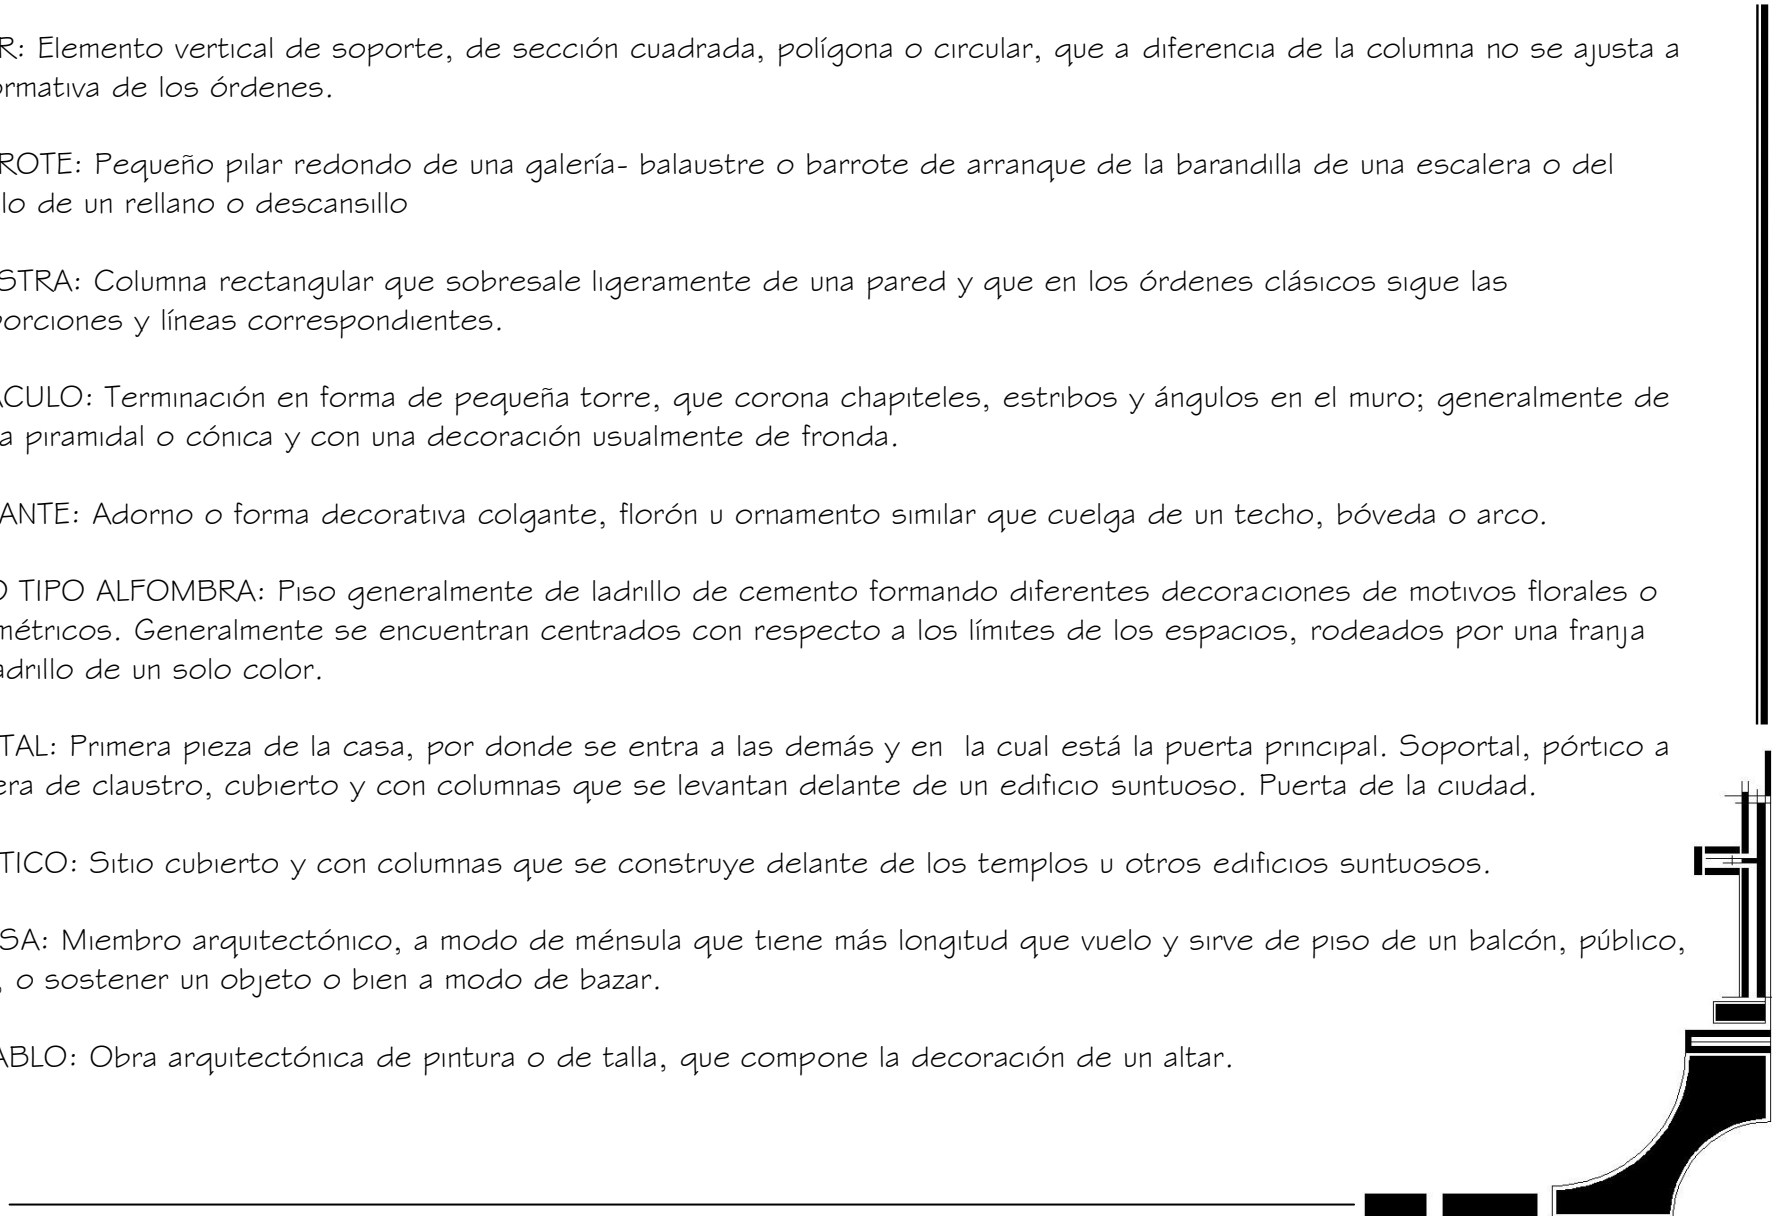 R: Elemento vertical de soporte, de sección cuadrada, polígona o circular, que a diferencia de la columna no se ajusta a
ormativa de los órdenes.
ROTE: Pequeño pilar redondo de una galería- balaustre o barrote de arranque de la barandilla de una escalera o del
lo de un rellano o descansillo
STRA: Columna rectangular que sobresale ligeramente de una pared y que en los órdenes clásicos sigue las
porciones y líneas correspondientes.
ACULO: Terminación en forma de pequeña torre, que corona chapiteles, estribos y ángulos en el muro; generalmente de
a piramidal o cónica y con una decoración usualmente de fronda.
ANTE: Adorno o forma decorativa colgante, florón u ornamento similar que cuelga de un techo, bóveda o arco.
O TIPO ALFOMBRA: Piso generalmente de ladrillo de cemento formando diferentes decoraciones de motivos florales o
métricos. Generalmente se encuentran centrados con respecto a los límites de los espacios, rodeados por una franja
adrillo de un solo color.
TAL: Primera pieza de la casa, por donde se entra a las demás y en la cual está la puerta principal. Soportal, pórtico a
era de claustro, cubierto y con columnas que se levantan delante de un edificio suntuoso. Puerta de la ciudad.
TICO: Sitio cubierto y con columnas que se construye delante de los templos u otros edificios suntuosos.
SA: Miembro arquitectónico, a modo de ménsula que tiene más longitud que vuelo y sirve de piso de un balcón, público,
, o sostener un objeto o bien a modo de bazar.
ABLO: Obra arquitectónica de pintura o de talla, que compone la decoración de un altar.